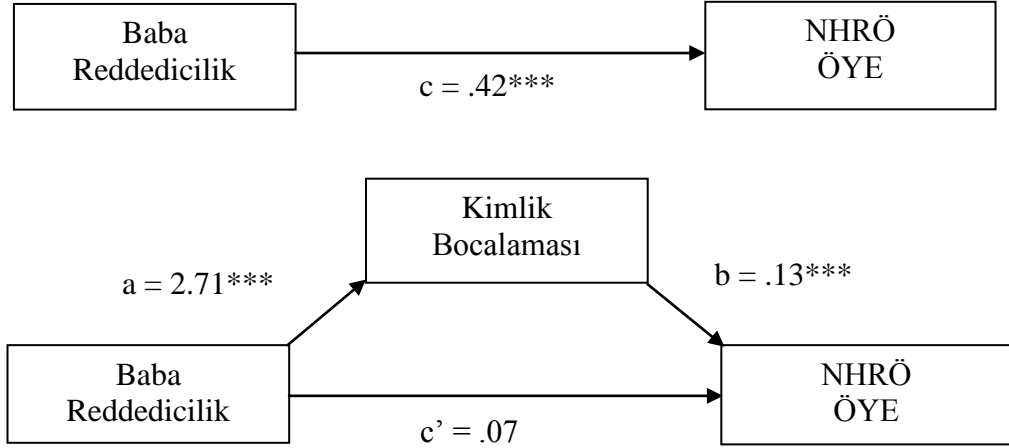 Baba
Reddedicilik
NHRÖ
ÖYE
c = .42***
Kimlik
Bocalaması
a = 2.71***
b = .13***
Baba
Reddedicilik
NHRÖ
ÖYE
c’ = .07